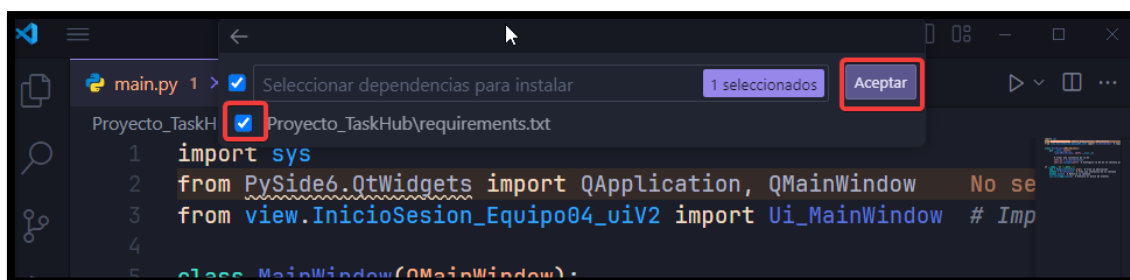 main.py 1
Seleccionar dependencias para instalar 1 seleccionados Aceptar
Proyecto_TaskH
Proyecto_TaskHub\requirements.txt
1 import sys
2 from PySide6.QtWidgets import QApplication, QMainWindow No se
3 from view.InicioSesion_Equipo04_uiV2 import Ui_MainWindow # Imp
4
5 class MainWindow(QMainWindow):